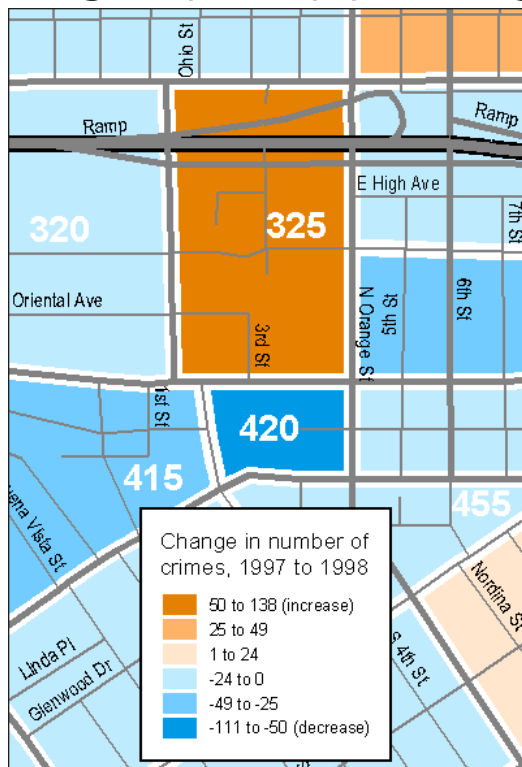 Ohio St
Ramp
Ramp
E High Ave
7th St
320
325
Oriental Ave
N Orange St
5th St
6th St
3rd St
1st St
420
415
455
uena Vista St
Nordina St
Linda Pl
Glenwood Dr
S 4th St
Change in number of
crimes, 1997 to 1998
50 to 138 (increase)
25 to 49
1 to 24
-24 to 0
-49 to -25
-111 to -50 (decrease)